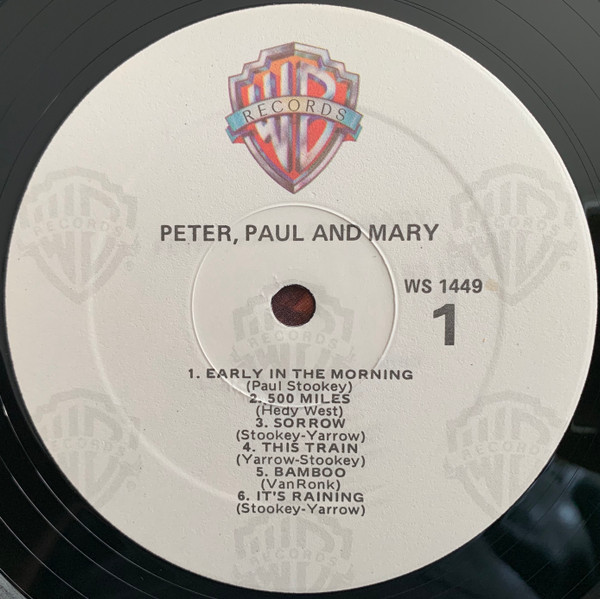 WB
RECORDS
PETER, PAUL AND MARY
WS 1449
1
1. EARLY IN THE MORNING
(Paul Stookey)
2. 500 MILES
(Hedy West)
3. SORROW
(Stookey-Yarrow)
4. THIS TRAIN
(Yarrow-Stookey)
5. BAMBOO
(VanRonk)
6. IT'S RAINING
(Stookey-Yarrow)